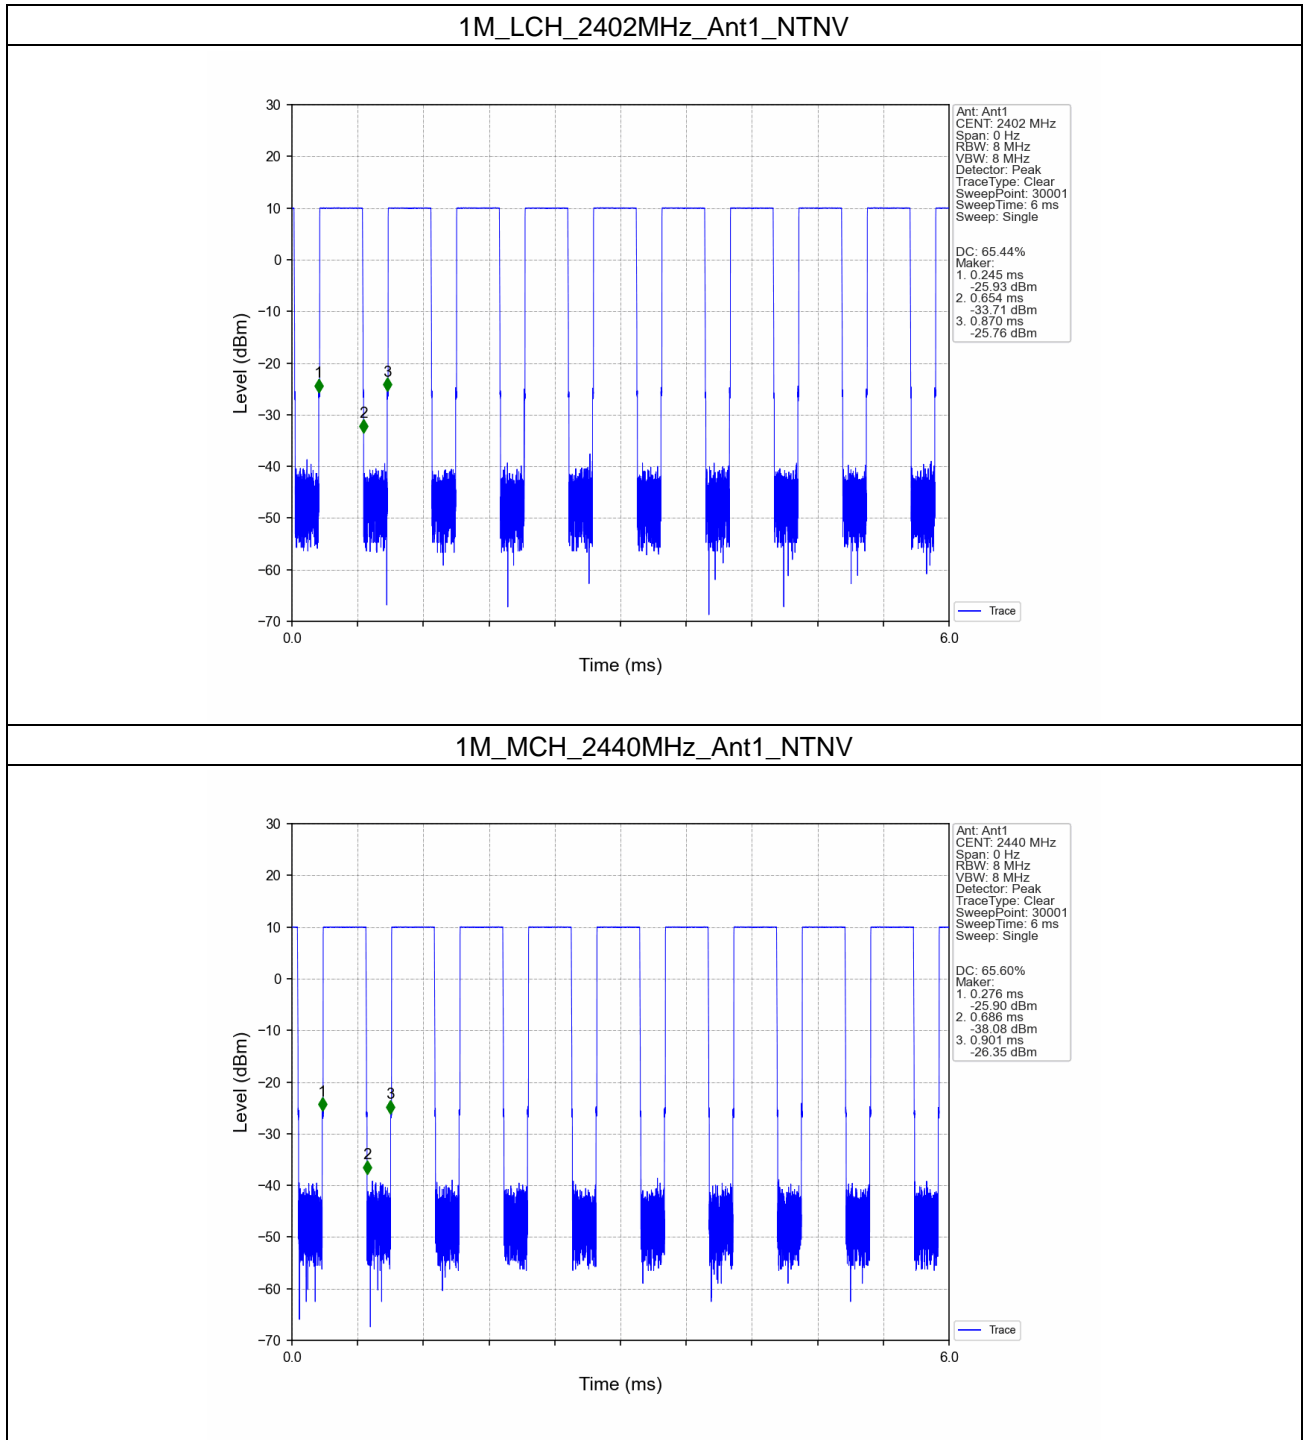 1M_LCH_2402MHz_Ant1_NTNV
30
20
10
0
−10
−20
−30
−40
−50
−60
−70
Level (dBm)
1
2
3
0.0
6.0
Time (ms)
Ant: Ant1
CENT: 2402 MHz
Span: 0 Hz
RBW: 8 MHz
VBW: 8 MHz
Detector: Peak
TraceType: Clear
SweepPoint: 30001
SweepTime: 6 ms
Sweep: Single
DC: 65.44%
Maker:
1. 0.245 ms
-25.93 dBm
2. 0.654 ms
-33.71 dBm
3. 0.870 ms
-25.76 dBm
Trace
1M_MCH_2440MHz_Ant1_NTNV
30
20
10
0
−10
−20
−30
−40
−50
−60
−70
Level (dBm)
1
2
3
0.0
6.0
Time (ms)
Ant: Ant1
CENT: 2440 MHz
Span: 0 Hz
RBW: 8 MHz
VBW: 8 MHz
Detector: Peak
TraceType: Clear
SweepPoint: 30001
SweepTime: 6 ms
Sweep: Single
DC: 65.60%
Maker:
1. 0.276 ms
-25.90 dBm
2. 0.686 ms
-38.08 dBm
3. 0.901 ms
-26.35 dBm
Trace